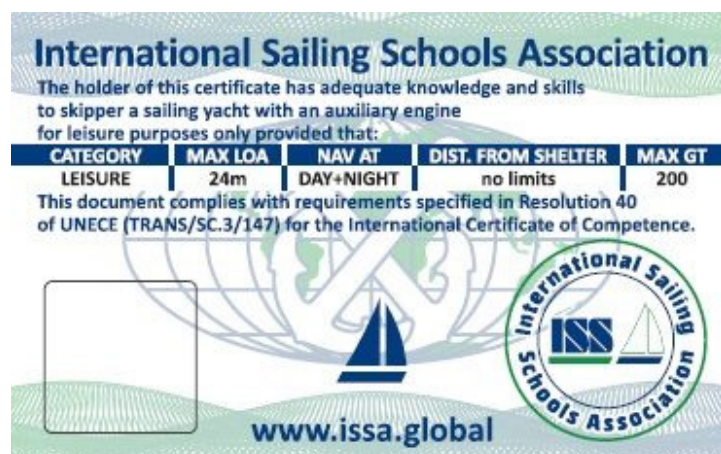 International Sailing Schools Association
The holder of this certificate has adequate knowledge and skills
to skipper a sailing yacht with an auxiliary engine
for leisure purposes only provided that:
CATEGORY MAX LOA NAV AT DIST. FROM SHELTER MAX GT
LEISURE 24m DAY+NIGHT no limits 200
This document complies with requirements specified in Resolution 40
of UNECE (TRANS/SC.3/147) for the International Certificate of Competence.
International Sailing
ISS
Schools Association
www.issa.global